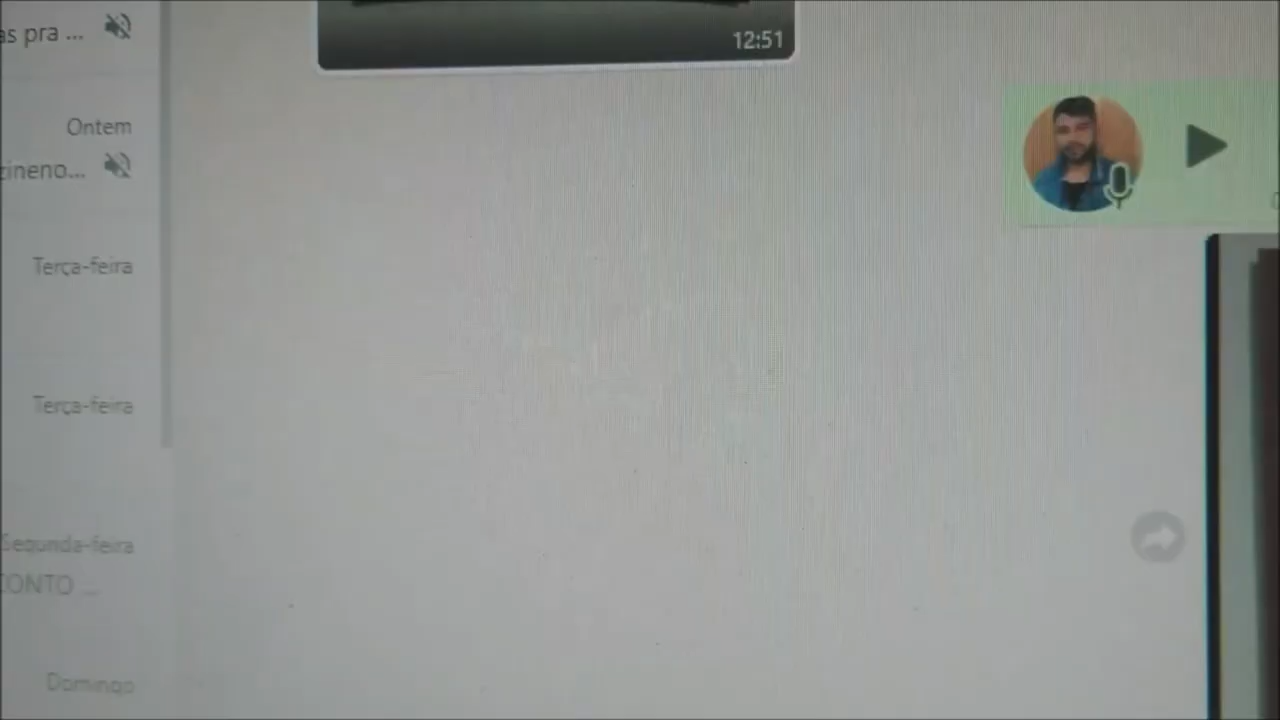 as pra ...
12:51
Ontem
zineno...
Terça-feira
Terça-feira
Segunda-feira
CONTO ...
Domingo